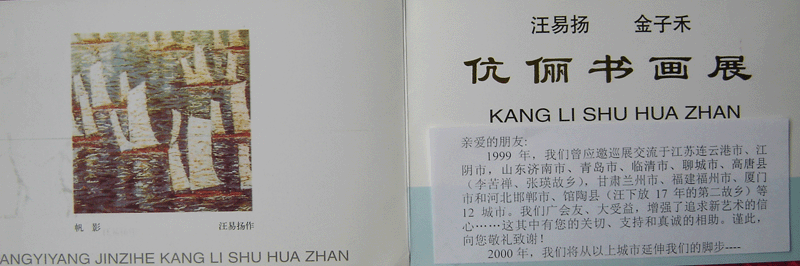 帆 影 汪易扬作
ANGYIYANG JINZIHE KANG LI SHU HUA ZHAN
汪易扬 金子禾
伉俪书画展
KANG LI SHU HUA ZHAN
亲爱的朋友:
1999 年，我们曾应邀巡展交流于江苏连云港市、江
阴市，山东济南市、青岛市、临清市、聊城市、高唐县
（李苦禅、张瑛故乡），甘肃兰州市、福建福州市、厦门
市和河北邯郸市、馆陶县（汪下放 17 年的第二故乡）等
12 城市。我们广会友、大受益，增强了追求新艺术的信
心……这其中有您的关切、支持和真诚的相助。谨此，
向您敬礼致谢！
2000 年，我们将从以上城市延伸我们的脚步----